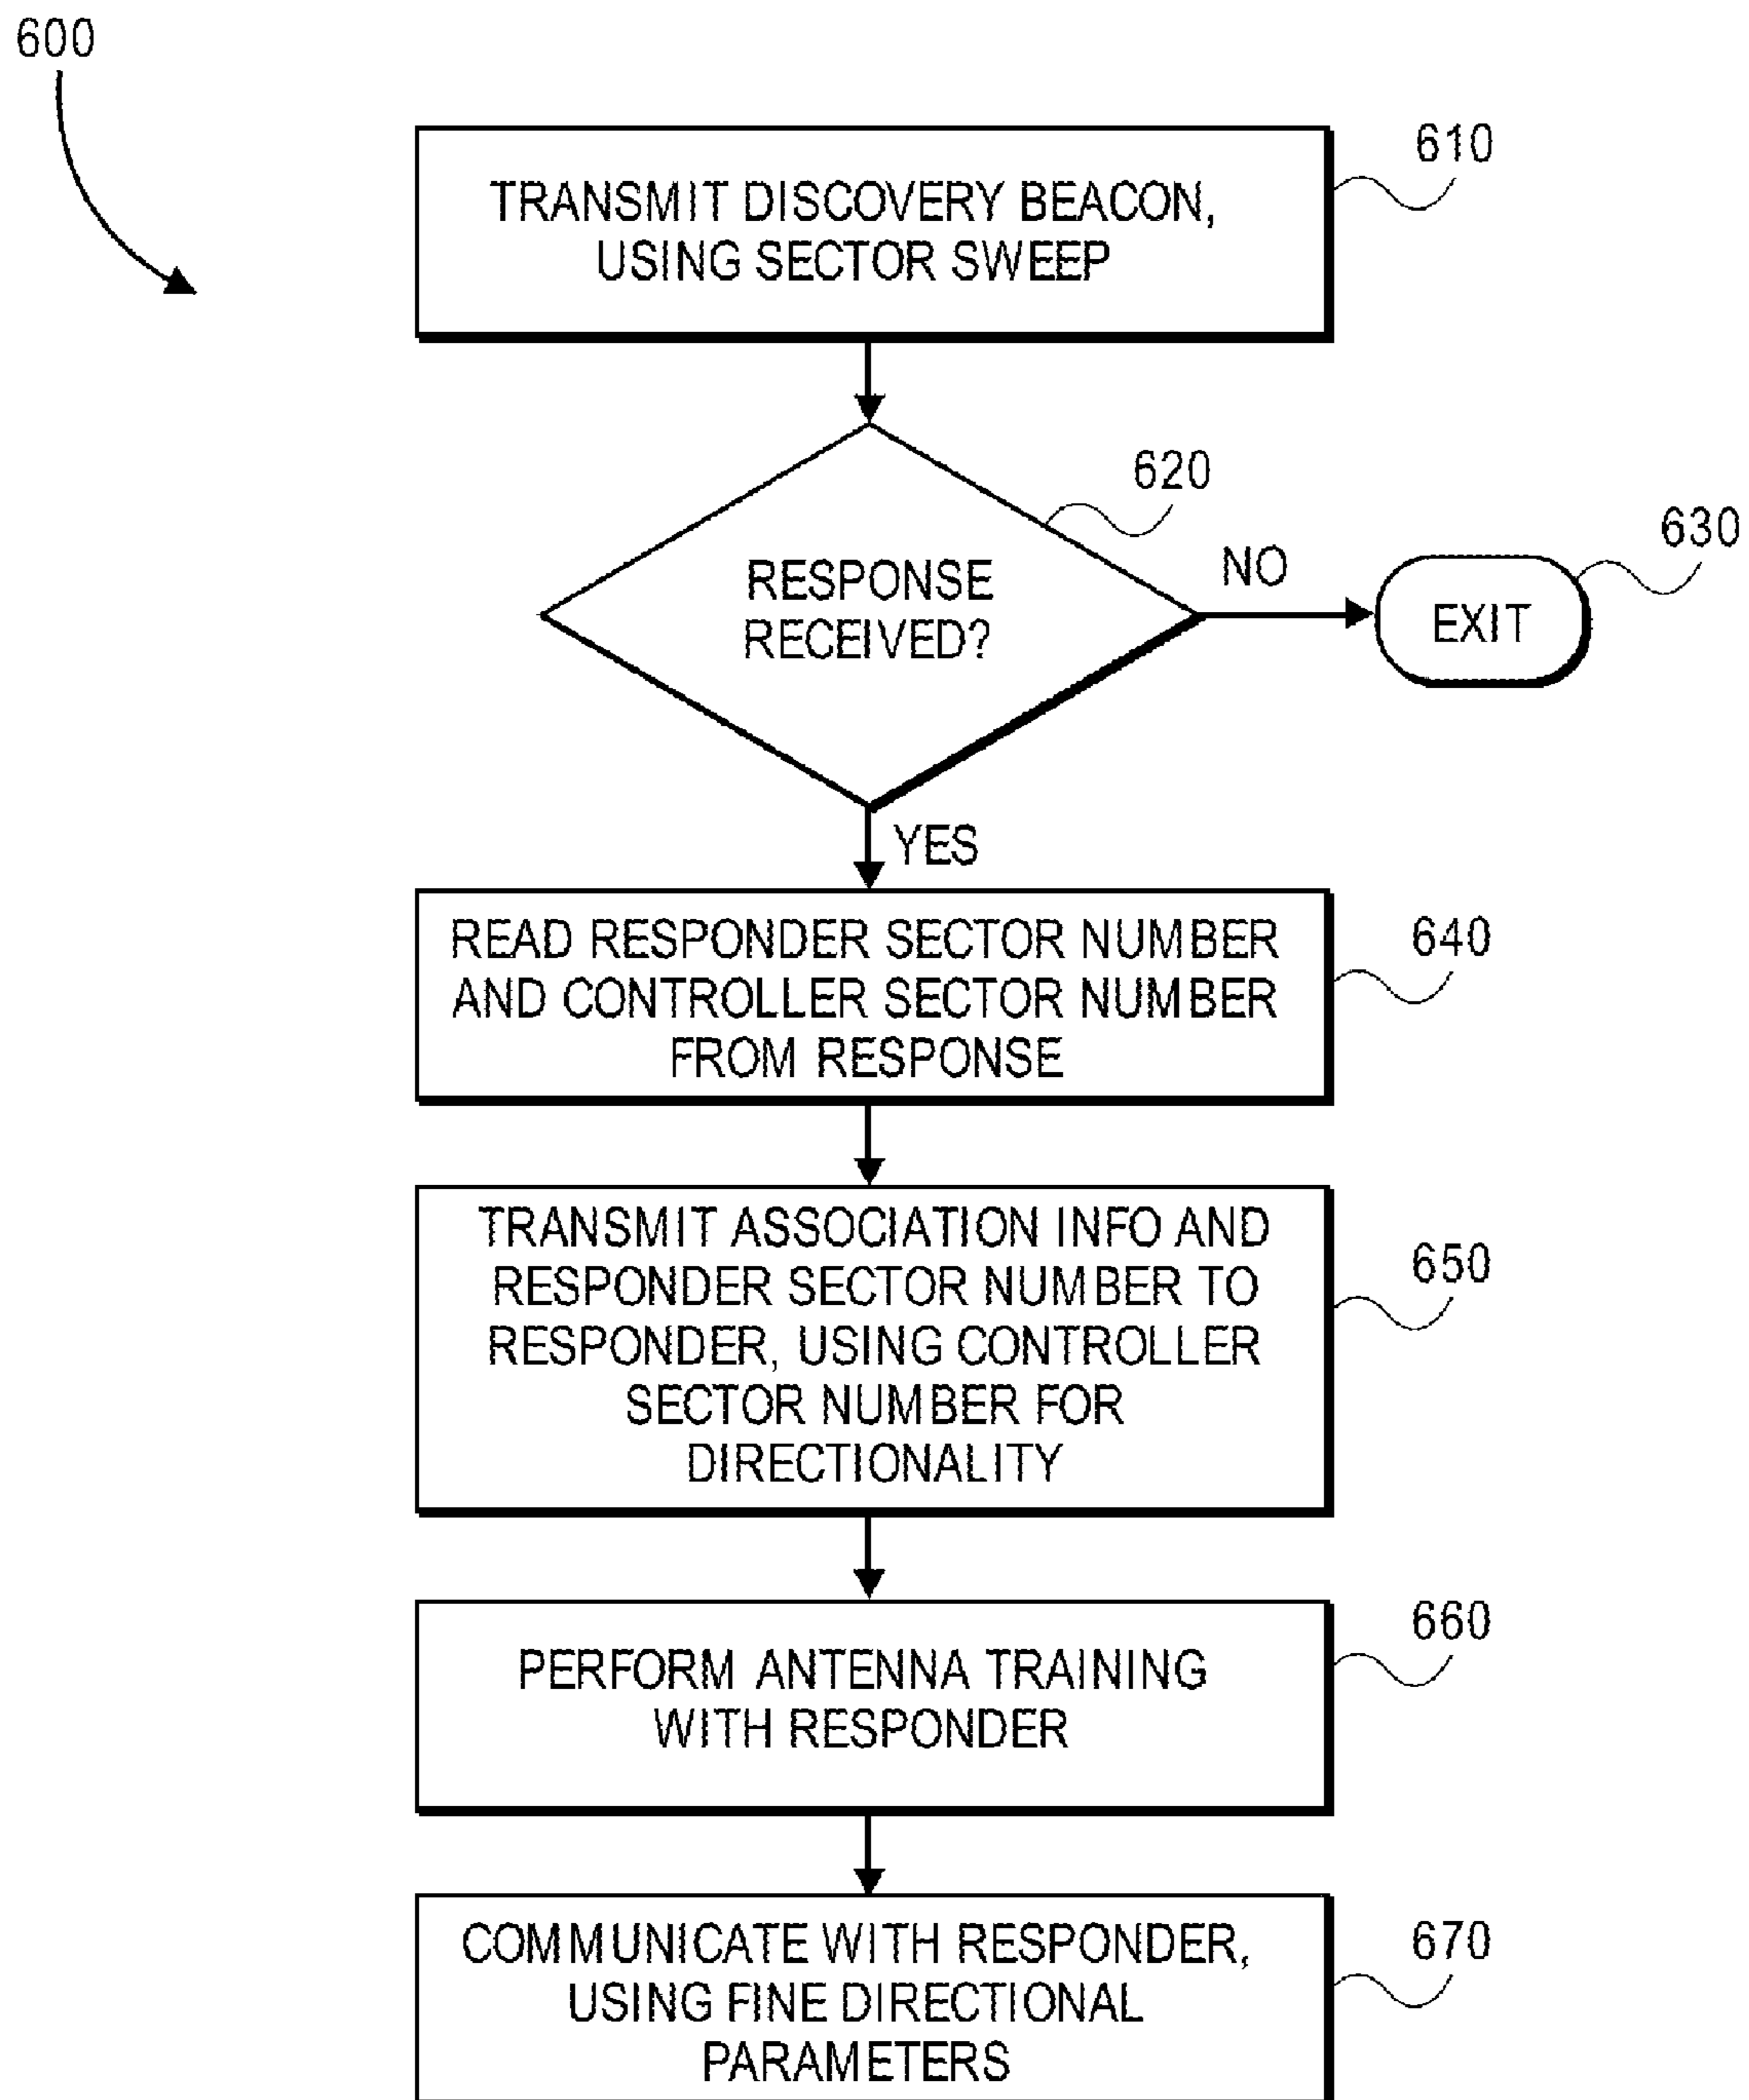 600
610
TRANSMIT DISCOVERY BEACON,
USING SECTOR SWEEP
620
630
NO
RESPONSE
RECEIVED?
EXIT
YES
READ RESPONDER SECTOR NUMBER
AND CONTROLLER SECTOR NUMBER
FROM RESPONSE
640
TRANSMIT ASSOCIATION INFO AND
RESPONDER SECTOR NUMBER TO
RESPONDER, USING CONTROLLER
SECTOR NUMBER FOR
DIRECTIONALITY
650
660
PERFORM ANTENNA TRAINING
WITH RESPONDER
COMMUNICATE WITH RESPONDER,
USING FINE DIRECTIONAL
PARAMETERS
670